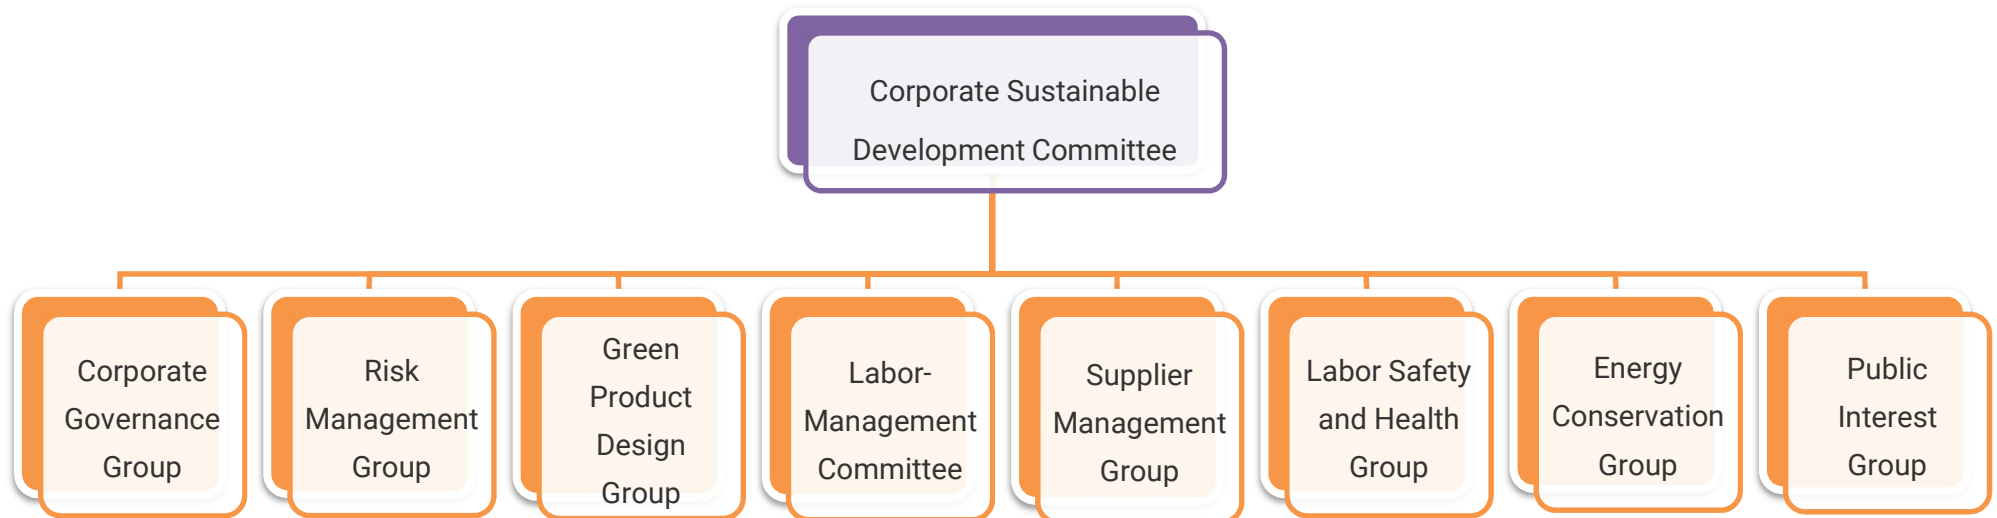 Corporate Sustainable
Development Committee
Corporate
Governance
Group
Risk
Management
Group
Green
Product
Design
Group
Labor-
Management
Committee
Supplier
Management
Group
Labor Safety
and Health
Group
Energy
Conservation
Group
Public
Interest
Group